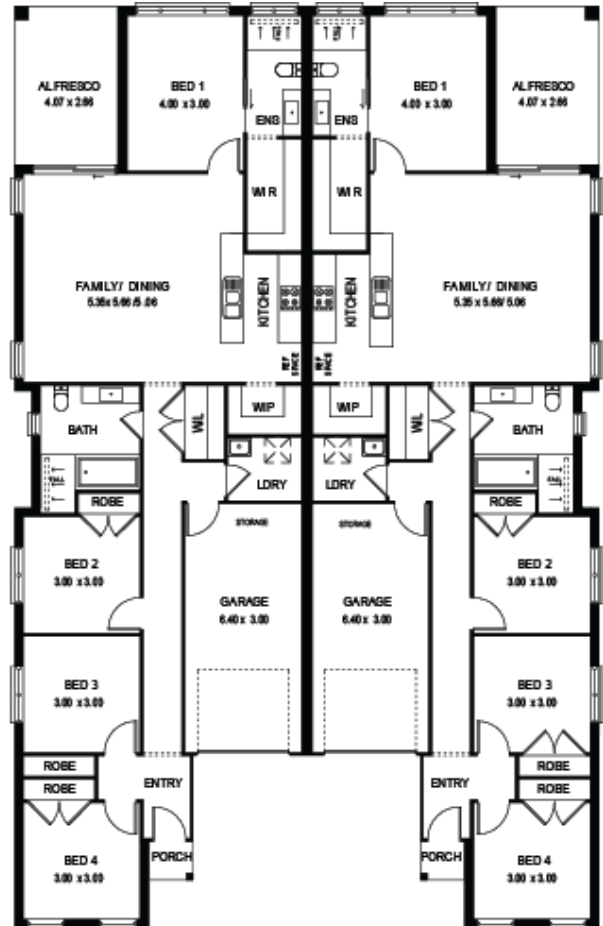 ALFRESCO
4.07 x 2.66
BED 1
4.00 x 3.00
ENS
WIR
FAMILY/ DINING
5.35 x 5.66 /5.06
KITCHEN
REF
SPACE
WIP
W/L
BATH
FALL
LDRY
ROBE
STORAGE
BED 2
3.00 x 3.00
GARAGE
6.40 x 3.00
BED 3
3.00 x 3.00
ROBE
ROBE
ENTRY
BED 4
3.00 x 3.00
PORCH
FALL
BED 1
4.00 x 3.00
ALFRESCO
4.07 x 2.66
ENS
WIR
KITCHEN
FAMILY/ DINING
5.35 x 5.66/ 5.06
REF
SPACE
WIP
W/L
BATH
FALL
LDRY
ROBE
STORAGE
BED 2
3.00 x 3.00
GARAGE
6.40 x 3.00
BED 3
3.00 x 3.00
ROBE
ROBE
ENTRY
BED 4
3.00 x 3.00
PORCH
FALL